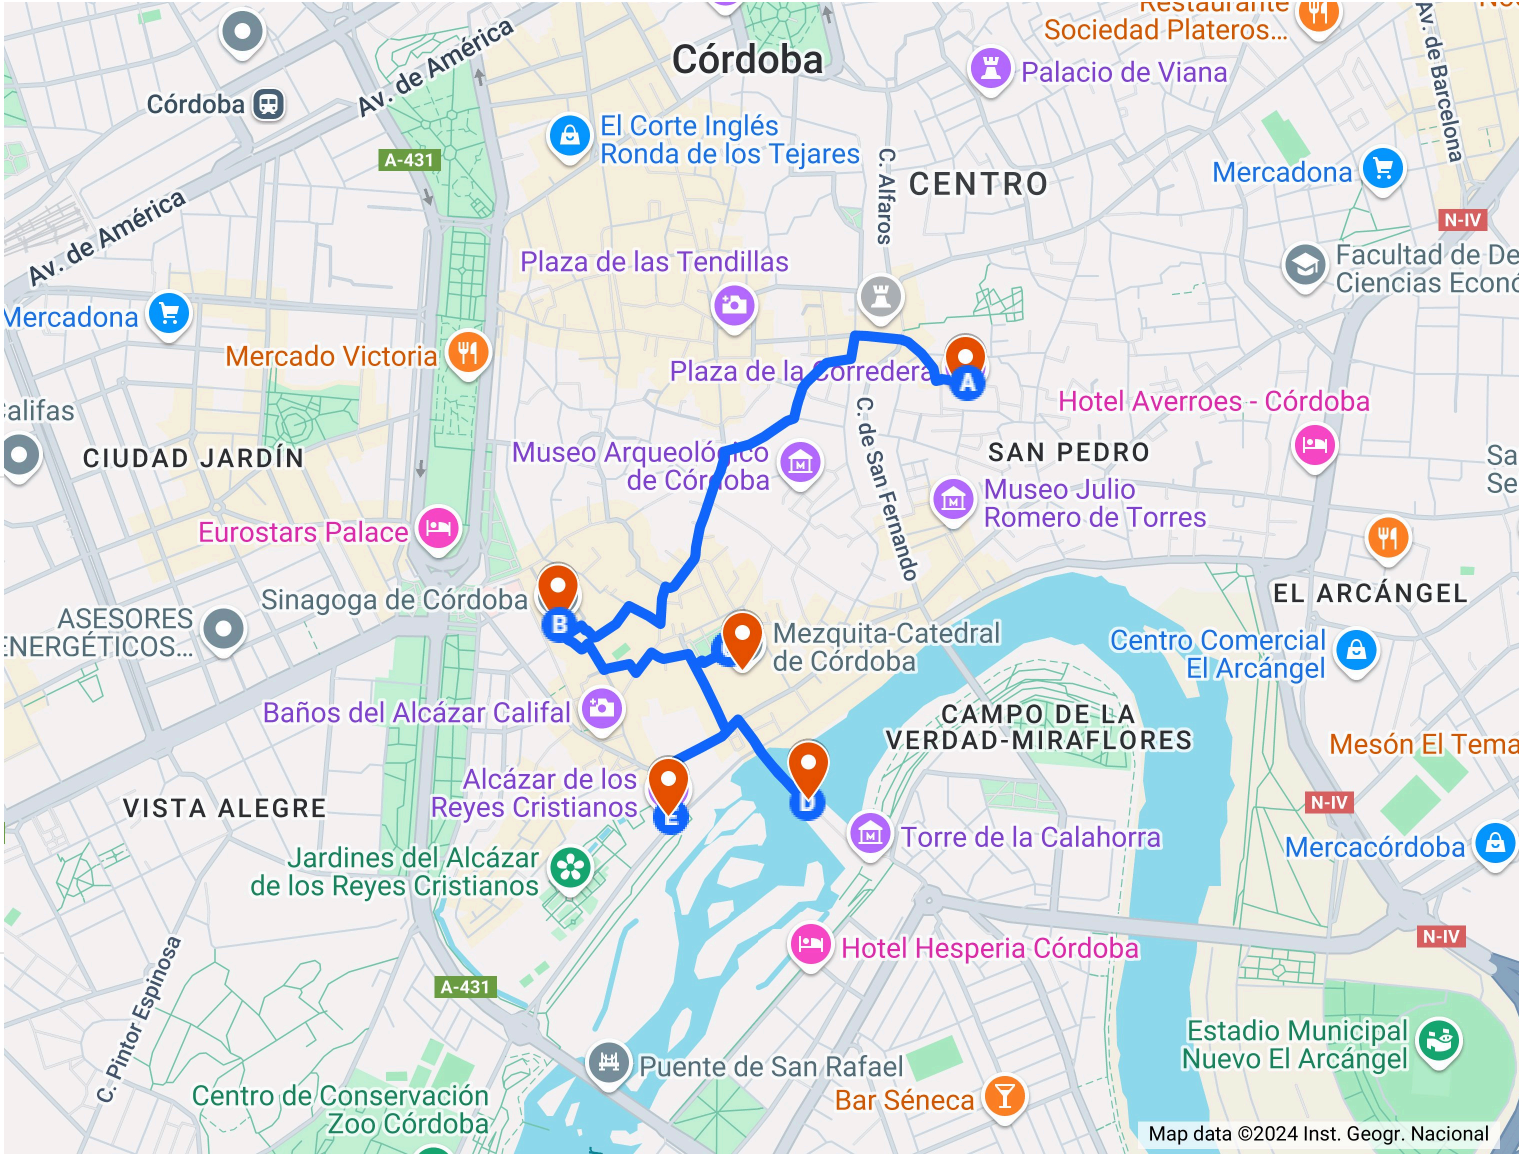 Restaurante
Sociedad Plateros...
Córdoba
Palacio de Viana
Av. de Barcelona
Av. de América
Córdoba
El Corte Inglés
Ronda de los Tejares
A-431
C. Alfaros
CENTRO
Mercadona
N-IV
Av. de América
Plaza de las Tendillas
Facultad de De
Ciencias Econó
Mercadona
Mercado Victoria
Plaza de la Corredera
A
Hotel Averroes - Córdoba
Califas
C. de San Fernando
CIUDAD JARDÍN
Museo Arqueológico
de Córdoba
SAN PEDRO
Sa
Se
Museo Julio
Romero de Torres
Eurostars Palace
Sinagoga de Córdoba
B
EL ARCÁNGEL
ASESORES
ENERGÉTICOS...
Mezquita-Catedral
de Córdoba
Centro Comercial
El Arcángel
Baños del Alcázar Califal
CAMPO DE LA
VERDAD-MIRAFLORES
Mesón El Tema
Alcázar de los
Reyes Cristianos
D
E
VISTA ALEGRE
N-IV
Torre de la Calahorra
Mercacórdoba
Jardines del Alcázar
de los Reyes Cristianos
Hotel Hesperia Córdoba
N-IV
A-431
C. Pintor Espinosa
Estadio Municipal
Nuevo El Arcángel
Puente de San Rafael
Centro de Conservación
Zoo Córdoba
Bar Séneca
Map data ©2024 Inst. Geogr. Nacional